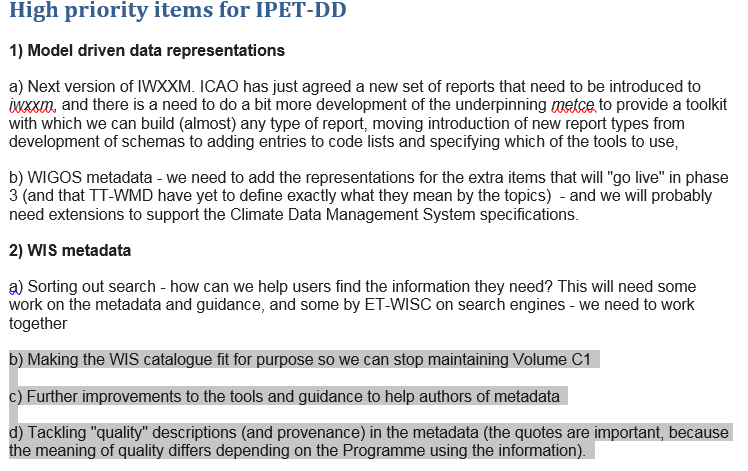 High priority items for IPET-DD
1) Model driven data representations
a) Next version of IWXXM. ICAO has just agreed a new set of reports that need to be introduced to
iwxxm, and there is a need to do a bit more development of the underpinning metce to provide a toolkit
with which we can build (almost) any type of report, moving introduction of new report types from
development of schemas to adding entries to code lists and specifying which of the tools to use,
b) WIGOS metadata - we need to add the representations for the extra items that will "go live" in phase
3 (and that TT-WMD have yet to define exactly what they mean by the topics)  - and we will probably
need extensions to support the Climate Data Management System specifications.
2) WIS metadata
a) Sorting out search - how can we help users find the information they need? This will need some
work on the metadata and guidance, and some by ET-WISC on search engines - we need to work
together
b) Making the WIS catalogue fit for purpose so we can stop maintaining Volume C1
c) Further improvements to the tools and guidance to help authors of metadata
d) Tackling "quality" descriptions (and provenance) in the metadata (the quotes are important, because
the meaning of quality differs depending on the Programme using the information).